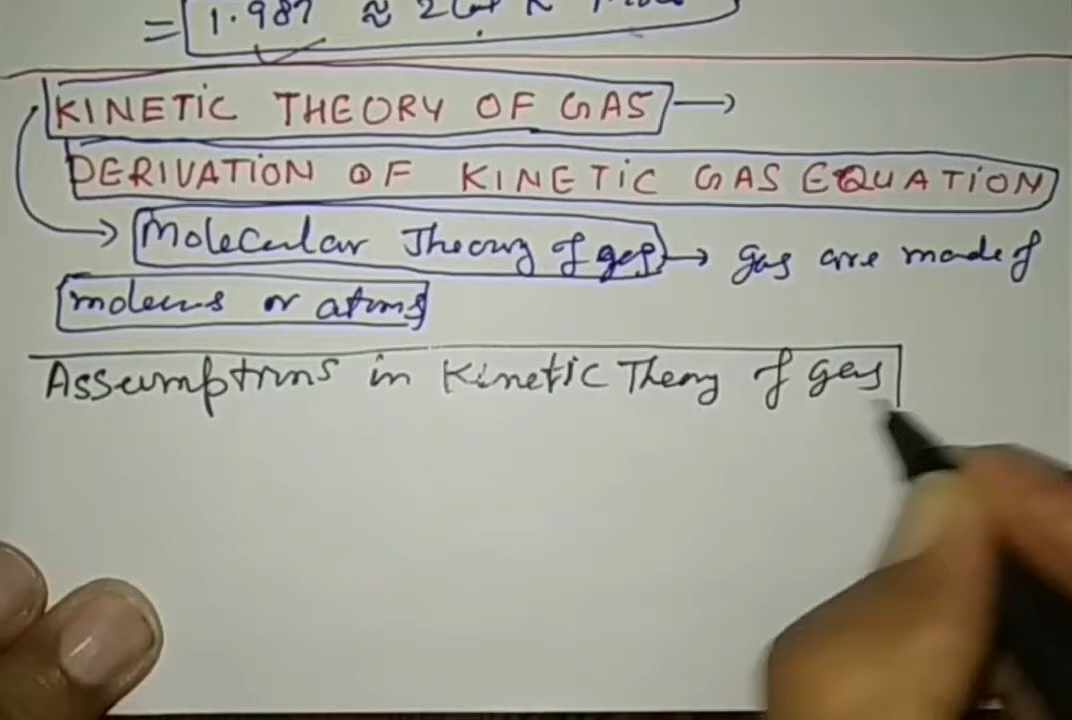 = 1.987 ≈ 2
KINETIC THEORY OF GAS →
DERIVATION OF KINETIC GAS EQUATION
→ Molecular Theory of gas → gas are made of
molecus or atoms
Assumptions in Kinetic Theory of gas